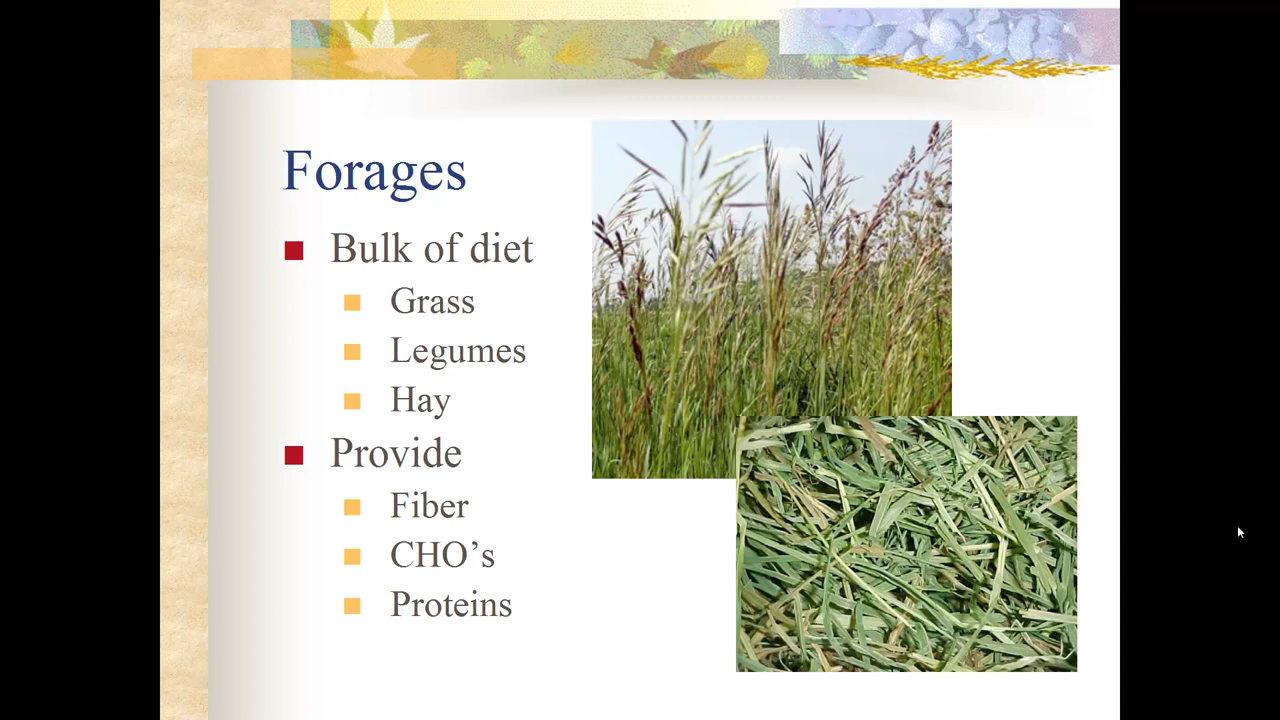 Forages
Bulk of diet
Grass
Legumes
Hay
Provide
Fiber
CHO’s
Proteins